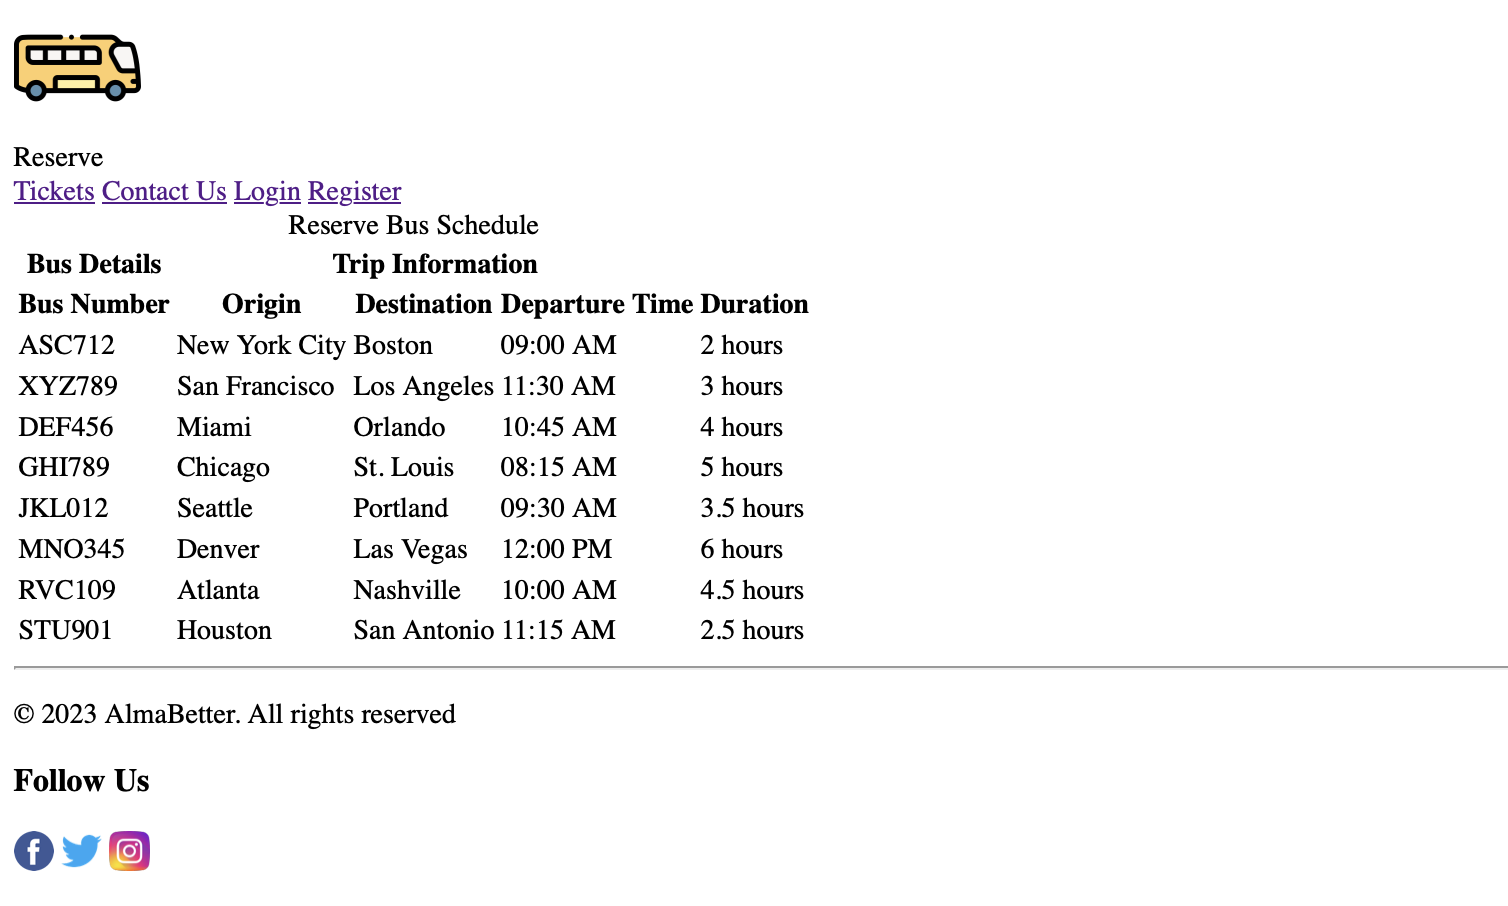 Reserve
Tickets Contact Us Login Register
Reserve Bus Schedule
Bus Details Trip Information
Bus Number Origin Destination Departure Time Duration
ASC712 New York City Boston 09:00 AM 2 hours
XYZ789 San Francisco Los Angeles 11:30 AM 3 hours
DEF456 Miami Orlando 10:45 AM 4 hours
GHI789 Chicago St. Louis 08:15 AM 5 hours
JKL012 Seattle Portland 09:30 AM 3.5 hours
MNO345 Denver Las Vegas 12:00 PM 6 hours
RVC109 Atlanta Nashville 10:00 AM 4.5 hours
STU901 Houston San Antonio 11:15 AM 2.5 hours
© 2023 AlmaBetter. All rights reserved
Follow Us